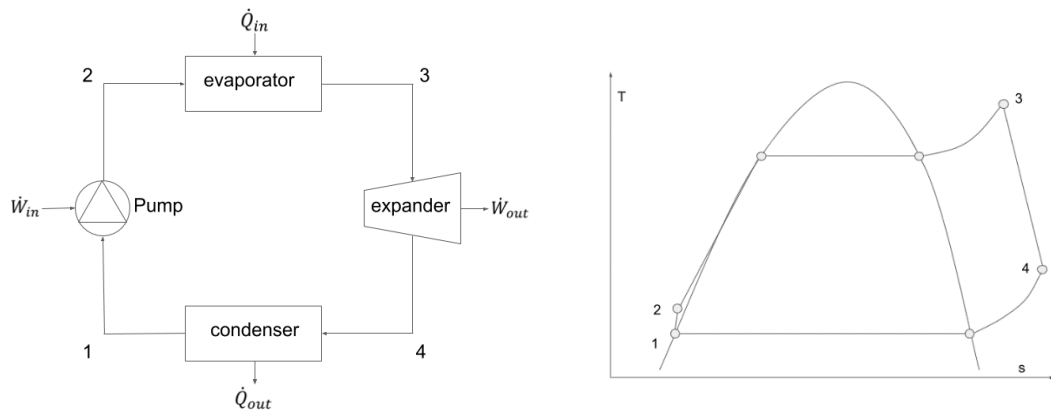 Q̇in
2
evaporator
3
Ẇin
Pump
expander
Ẇout
condenser
1
4
Q̇out
T
3
4
2
1
s